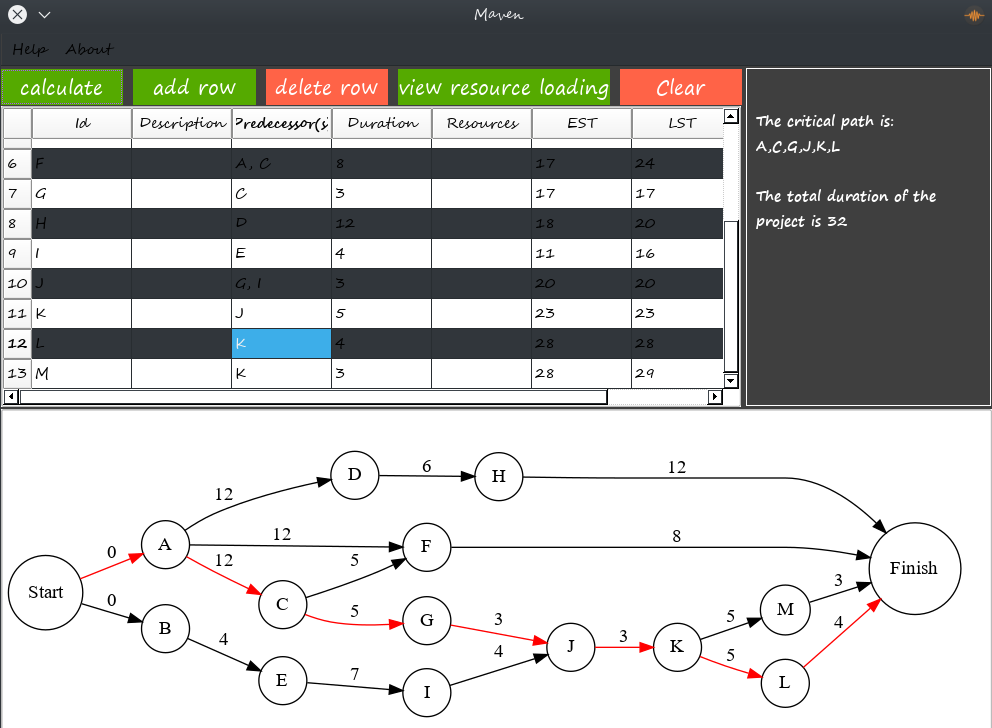 Maven
Help About
calculate add row delete row view resource loading Clear
Id Description Predecessor(s Duration Resources EST LST
6 F A, C 8 17 24
7 G C 3 17 17
8 H D 12 18 20
9 I E 4 11 16
10 J G, I 3 20 20
11 K J 5 23 23
12 L K 4 28 28
13 M K 3 28 29
The critical path is:
A,C,G,J,K,L
The total duration of the
project is 32
D 6 H 12
12
A 12 F 8 Finish
0 12 5
Start C 5 G 3 M 3
0 5 4
B 4 J 3 K 5 L
E 7 I 4